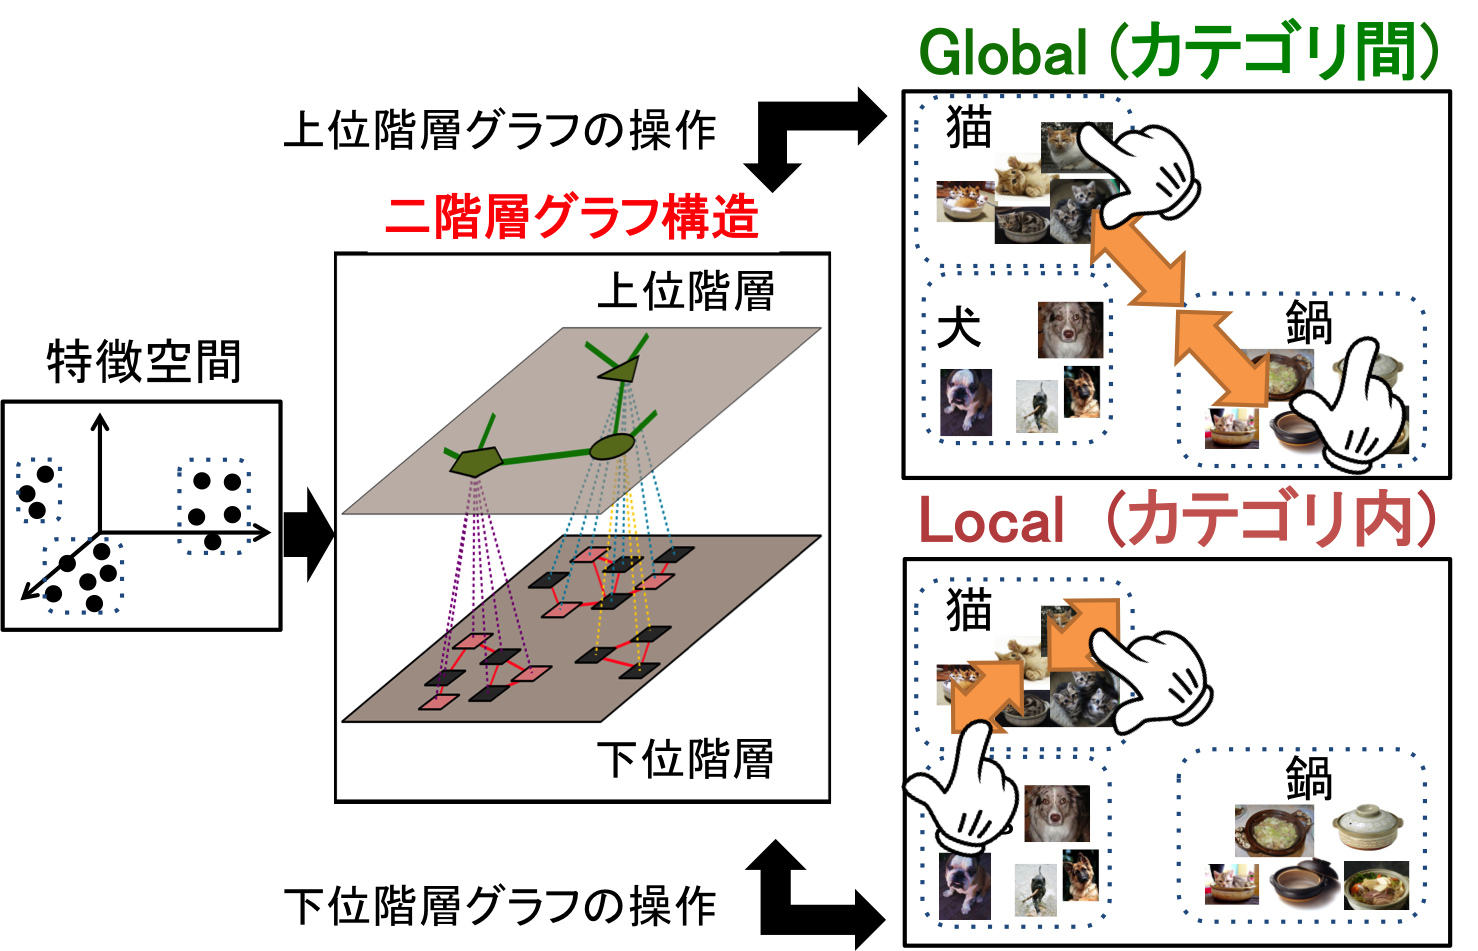 Global (カテゴリ間)
上位階層グラフの操作
猫
二階層グラフ構造
上位階層
犬
鍋
特徴空間
Local (カテゴリ内)
猫
下位階層
鍋
下位階層グラフの操作